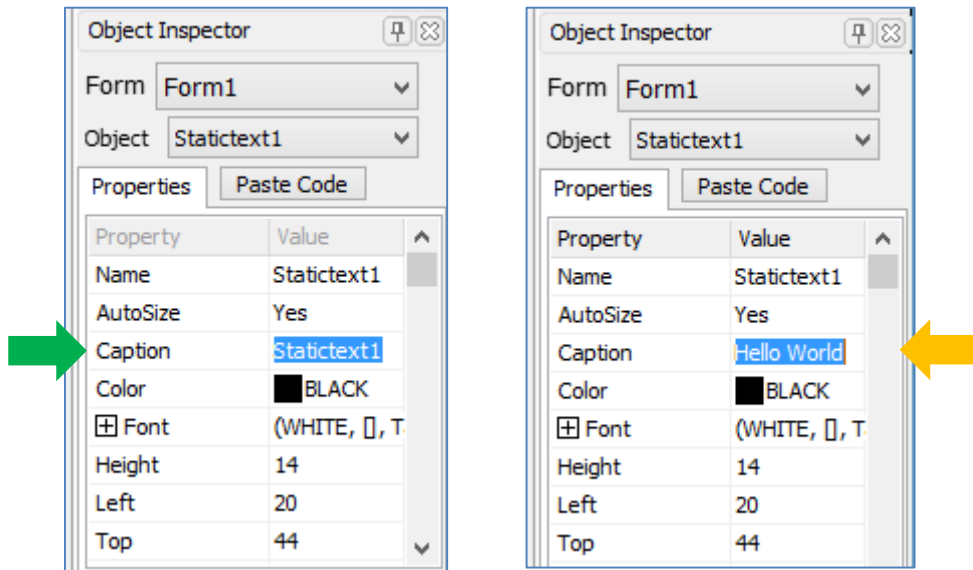 Object Inspector
Form Form1
Object Statictext1
Properties Paste Code
Property Value
Name Statictext1
AutoSize Yes
Caption Statictext1
Color BLACK
Font (WHITE, [], T
Height 14
Left 20
Top 44
Object Inspector
Form Form1
Object Statictext1
Properties Paste Code
Property Value
Name Statictext1
AutoSize Yes
Caption Hello World
Color BLACK
Font (WHITE, [], T
Height 14
Left 20
Top 44